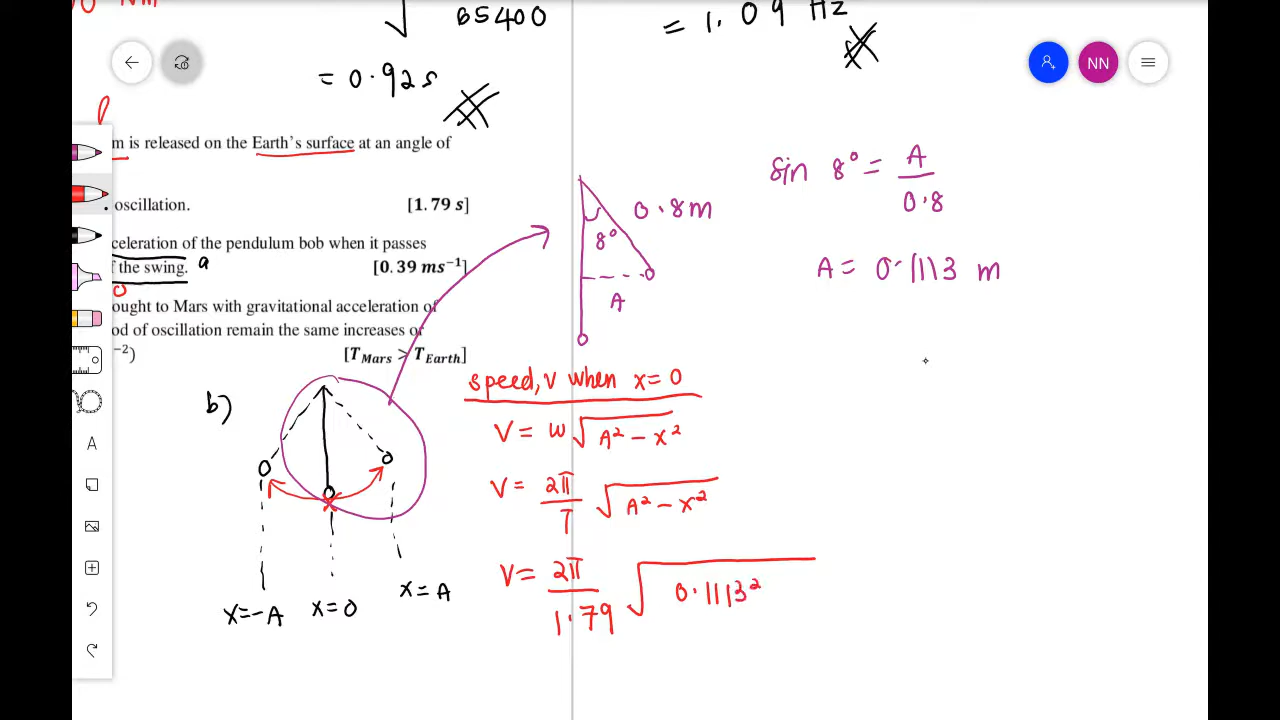 65400
= 1.09 Hz
= 0.92 s
NN
m is released on the Earth's surface at an angle of
oscillation. [1.79 s]
celeration of the pendulum bob when it passes
f the swing. a [0.39 ms⁻¹]
0
ought to Mars with gravitational acceleration of
od of oscillation remain the same increases or
⁻²) [T_Mars > T_Earth]
b)
x=-A x=0 x=A
0.8m
8°
A
sin 8° = A/0.8
A = 0.1113 m
speed, v when x=0
V = ω√(A² - x²)
V = 2π/T √(A² - x²)
V = 2π/1.79 √(0.1113²)
A